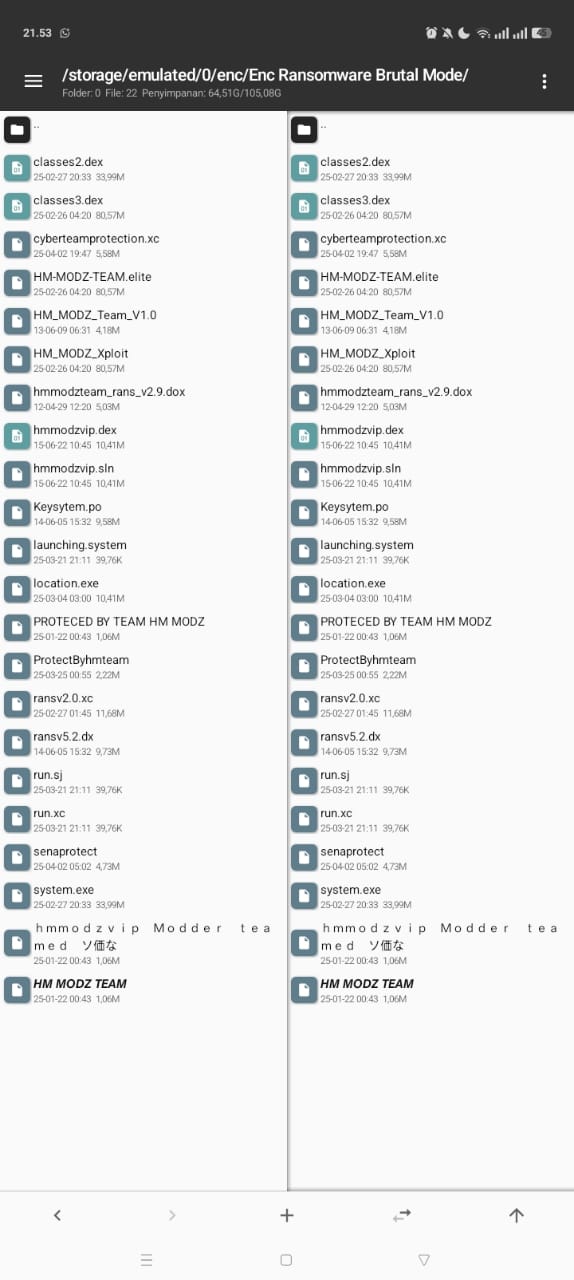 21.53
45
/storage/emulated/0/enc/Enc Ransomware Brutal Mode/
Folder: 0 File: 22 Penyimpanan: 64,51G/105,08G
..
classes2.dex
25-02-27 20:33 33,99M
classes3.dex
25-02-26 04:20 80,57M
cyberteamprotection.xc
25-04-02 19:47 5,58M
HM-MODZ-TEAM.elite
25-02-26 04:20 80,57M
HM_MODZ_Team_V1.0
13-06-09 06:31 4,18M
HM_MODZ_Xploit
25-02-26 04:20 80,57M
hmmodzteam_rans_v2.9.dox
12-04-29 12:20 5,03M
hmmodzvip.dex
15-06-22 10:45 10,41M
hmmodzvip.sln
15-06-22 10:45 10,41M
Keysytem.po
14-06-05 15:32 9,58M
launching.system
25-03-21 21:11 39,76K
location.exe
25-03-04 03:00 10,41M
PROTECED BY TEAM HM MODZ
25-01-22 00:43 1,06M
ProtectByhmteam
25-03-25 00:55 2,22M
ransv2.0.xc
25-02-27 01:45 11,68M
ransv5.2.dx
14-06-05 15:32 9,73M
run.sj
25-03-21 21:11 39,76K
run.xc
25-03-21 21:11 39,76K
senaprotect
25-04-02 05:02 4,73M
system.exe
25-02-27 20:33 33,99M
ｈｍｍｏｄｚｖｉｐ Ｍｏｄｄｅｒ ｔｅａ
ｍｅｄ ソ価な
25-01-22 00:43 1,06M
HM MODZ TEAM
25-01-22 00:43 1,06M
..
classes2.dex
25-02-27 20:33 33,99M
classes3.dex
25-02-26 04:20 80,57M
cyberteamprotection.xc
25-04-02 19:47 5,58M
HM-MODZ-TEAM.elite
25-02-26 04:20 80,57M
HM_MODZ_Team_V1.0
13-06-09 06:31 4,18M
HM_MODZ_Xploit
25-02-26 04:20 80,57M
hmmodzteam_rans_v2.9.dox
12-04-29 12:20 5,03M
hmmodzvip.dex
15-06-22 10:45 10,41M
hmmodzvip.sln
15-06-22 10:45 10,41M
Keysytem.po
14-06-05 15:32 9,58M
launching.system
25-03-21 21:11 39,76K
location.exe
25-03-04 03:00 10,41M
PROTECED BY TEAM HM MODZ
25-01-22 00:43 1,06M
ProtectByhmteam
25-03-25 00:55 2,22M
ransv2.0.xc
25-02-27 01:45 11,68M
ransv5.2.dx
14-06-05 15:32 9,73M
run.sj
25-03-21 21:11 39,76K
run.xc
25-03-21 21:11 39,76K
senaprotect
25-04-02 05:02 4,73M
system.exe
25-02-27 20:33 33,99M
ｈｍｍｏｄｚｖｉｐ Ｍｏｄｄｅｒ ｔｅａ
ｍｅｄ ソ価な
25-01-22 00:43 1,06M
HM MODZ TEAM
25-01-22 00:43 1,06M